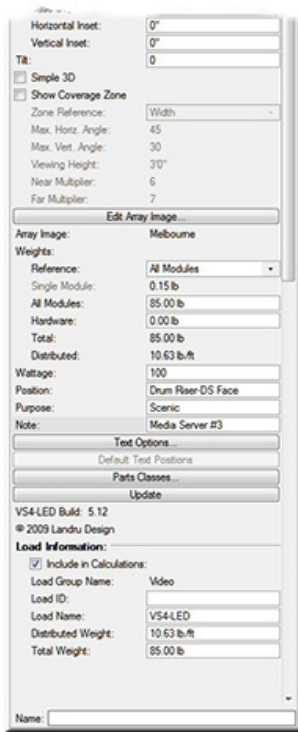 Horizontal Inset: 0"
Vertical Inset: 0"
Tilt: 0
Simple 3D
Show Coverage Zone
Zone Reference: Width
Max. Horiz. Angle: 45
Max. Vert. Angle: 30
Viewing Height: 3'0"
Near Multiplier: 6
Far Multiplier: 7
Edit Array Image...
Array Image: Melbourne
Weights:
Reference: All Modules
Single Module: 0.15 lb
All Modules: 85.00 lb
Hardware: 0.00 lb
Total: 85.00 lb
Distributed: 10.63 lb/ft
Wattage: 100
Position: Drum Riser-DS Face
Purpose: Scenic
Note: Media Server #3
Text Options...
Default Text Postions
Parts Classes...
Update
VS4-LED Build: 5.12
© 2009 Landru Design
Load Information:
Include in Calculations:
Load Group Name: Video
Load ID:
Load Name: VS4-LED
Distributed Weight: 10.63 lb/ft
Total Weight: 85.00 lb
Name: